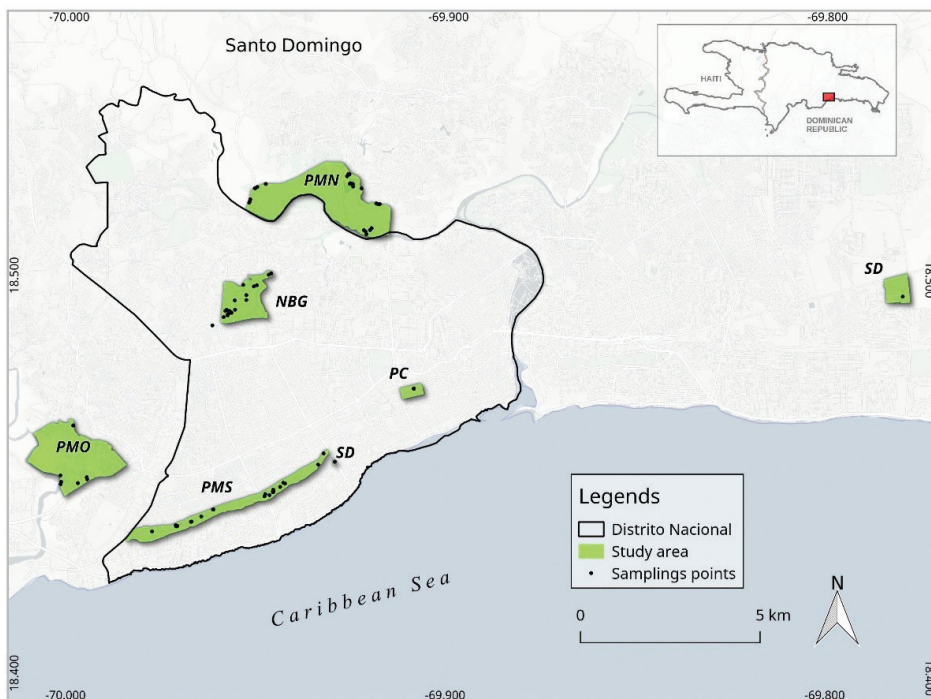 -70.000
-69.900
-69.800
Santo Domingo
HAITI
DOMINICAN
REPUBLIC
PMN
18.500
18.500
SD
NBG
PC
PMO
SD
PMS
Legends
Distrito Nacional
Study area
Samplings points
Caribbean Sea
N
0
5 km
18.400
18.400
-70.000
-69.900
-69.800